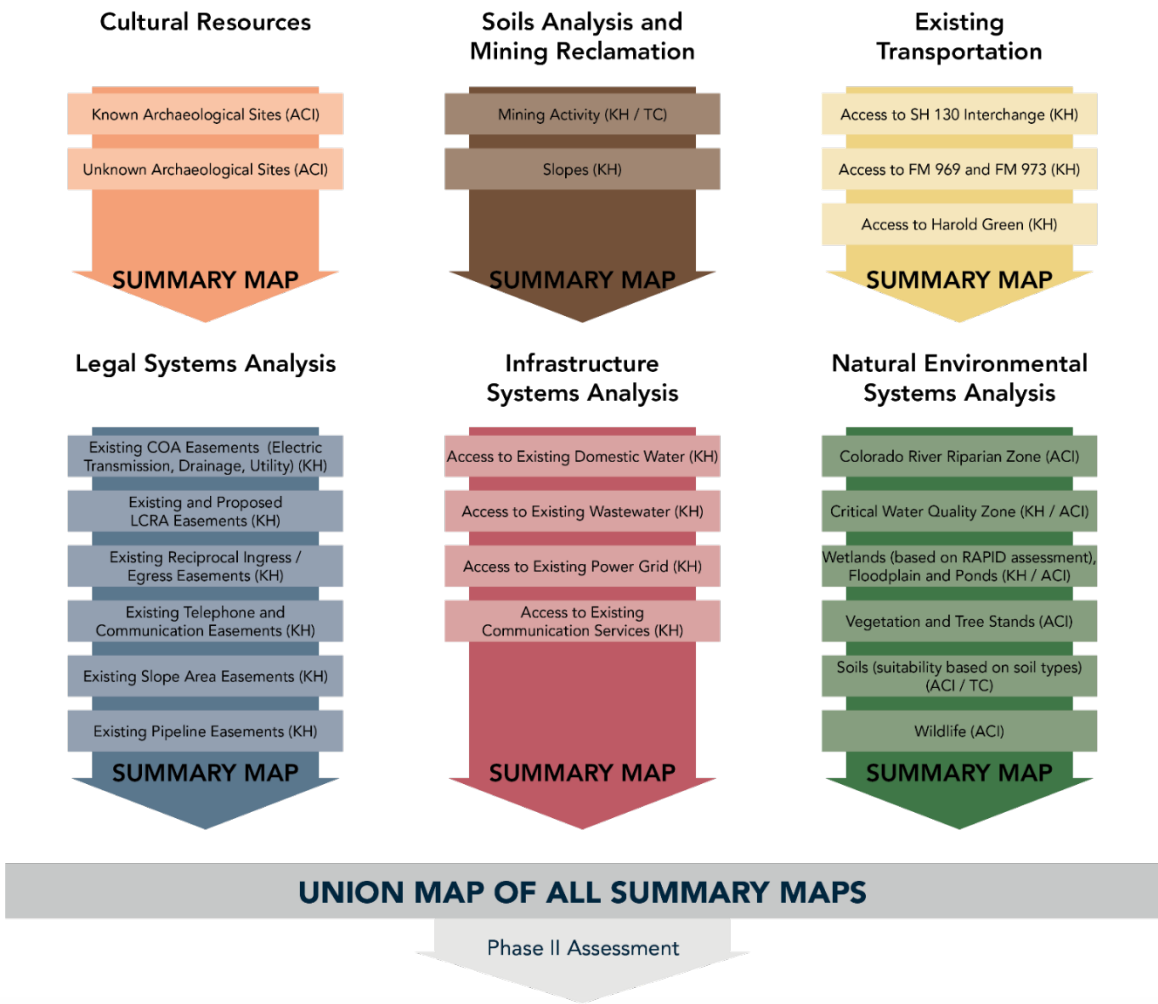 Cultural Resources
Known Archaeological Sites (ACI)
Unknown Archaeological Sites (ACI)
SUMMARY MAP
Soils Analysis and
Mining Reclamation
Mining Activity (KH / TC)
Slopes (KH)
SUMMARY MAP
Existing
Transportation
Access to SH 130 Interchange (KH)
Access to FM 969 and FM 973 (KH)
Access to Harold Green (KH)
SUMMARY MAP
Legal Systems Analysis
Existing COA Easements (Electric
Transmission, Drainage, Utility) (KH)
Existing and Proposed
LCRA Easements (KH)
Existing Reciprocal Ingress /
Egress Easements (KH)
Existing Telephone and
Communication Easements (KH)
Existing Slope Area Easements (KH)
Existing Pipeline Easements (KH)
SUMMARY MAP
Infrastructure
Systems Analysis
Access to Existing Domestic Water (KH)
Access to Existing Wastewater (KH)
Access to Existing Power Grid (KH)
Access to Existing
Communication Services (KH)
SUMMARY MAP
Natural Environmental
Systems Analysis
Colorado River Riparian Zone (ACI)
Critical Water Quality Zone (KH / ACI)
Wetlands (based on RAPID assessment),
Floodplain and Ponds (KH / ACI)
Vegetation and Tree Stands (ACI)
Soils (suitability based on soil types)
(ACI / TC)
Wildlife (ACI)
SUMMARY MAP
UNION MAP OF ALL SUMMARY MAPS
Phase II Assessment